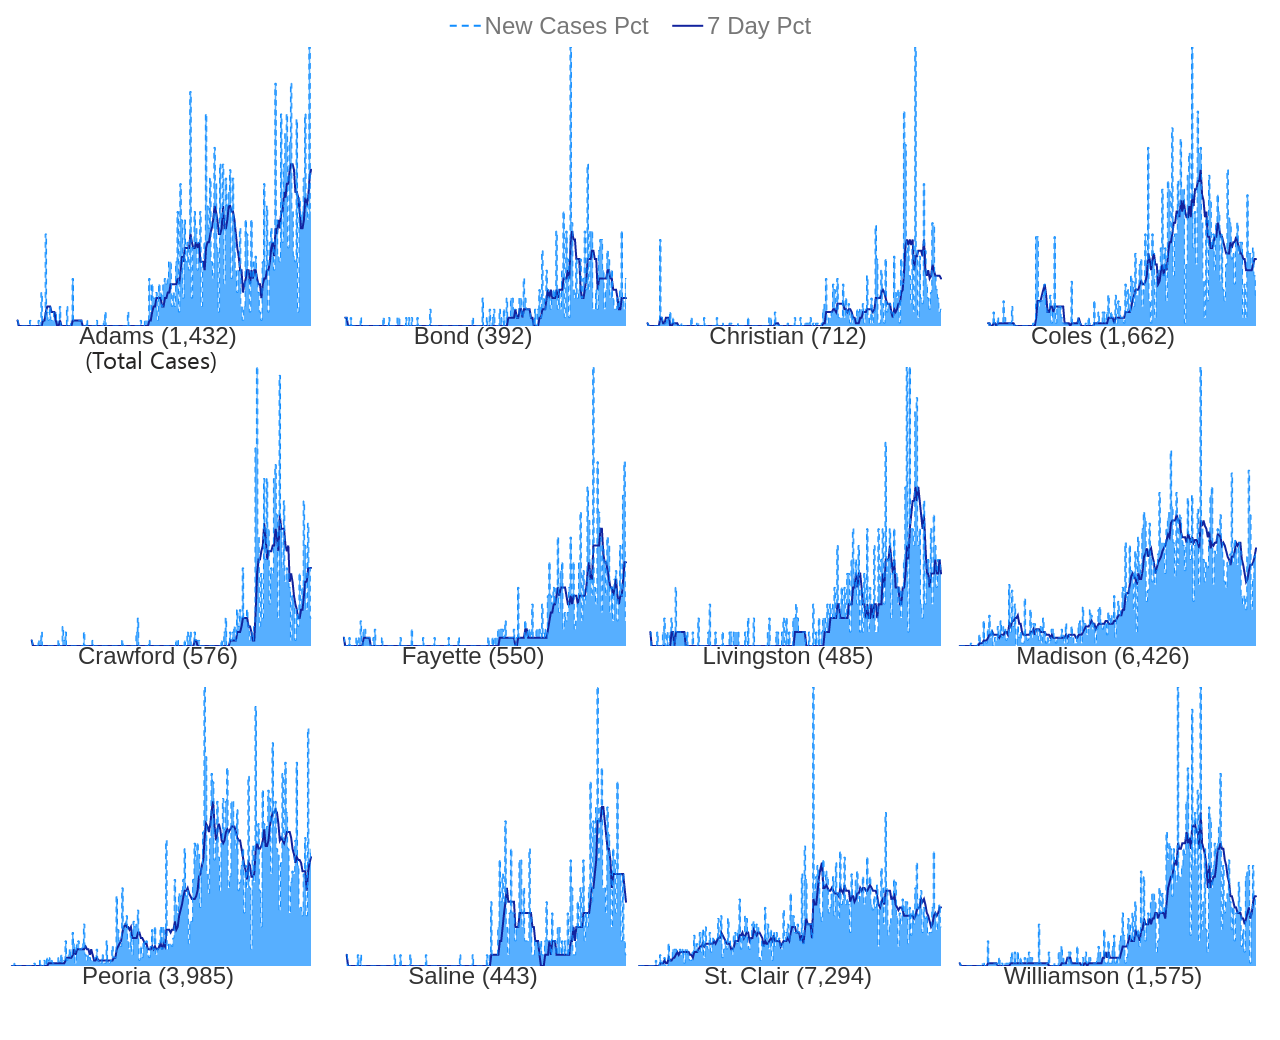 New Cases Pct 7 Day Pct
Adams (1,432) Bond (392) Christian (712) Coles (1,662)
(Total Cases)
Crawford (576) Fayette (550) Livingston (485) Madison (6,426)
Peoria (3,985) Saline (443) St. Clair (7,294) Williamson (1,575)